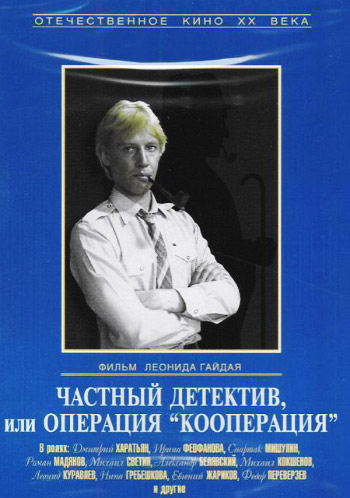 ОТЕЧЕСТВЕННОЕ КИНО XX ВЕКА
ФИЛЬМ ЛЕОНИДА ГАЙДАЯ
ЧАСТНЫЙ ДЕТЕКТИВ,
ИЛИ ОПЕРАЦИЯ "КООПЕРАЦИЯ"
В ролях: Дмитрий ХАРАТЬЯН, Ирина ФЕОФАНОВА, Спартак МИШУЛИН,
Роман МАДЯНОВ, Михаил СВЕТИН, Александр БЕЛЯВСКИЙ, Михаил КОКШЕНОВ,
Леонид КУРАВЛЕВ, Нина ГРЕБЕШКОВА, Евгений ЖАРИКОВ, Федор ПЕРЕВЕРЗЕВ
и другие